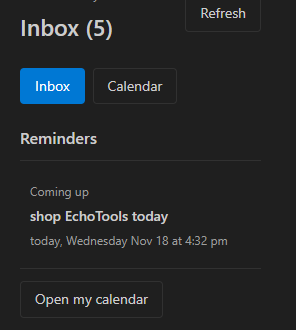 Refresh
Inbox (5)
Inbox
Calendar
Reminders
Coming up
shop EchoTools today
today, Wednesday Nov 18 at 4:32 pm
Open my calendar